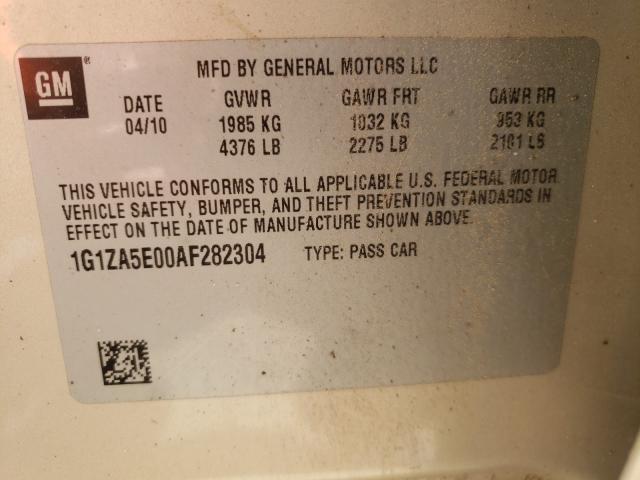 GM ®
MFD BY GENERAL MOTORS LLC
DATE GVWR GAWR FRT GAWR RR
04/10 1985 KG 1032 KG 953 KG
4376 LB 2275 LB 2101 LB
THIS VEHICLE CONFORMS TO ALL APPLICABLE U.S. FEDERAL MOTOR
VEHICLE SAFETY, BUMPER, AND THEFT PREVENTION STANDARDS IN
EFFECT ON THE DATE OF MANUFACTURE SHOWN ABOVE.
1G1ZA5E00AF282304 TYPE: PASS CAR